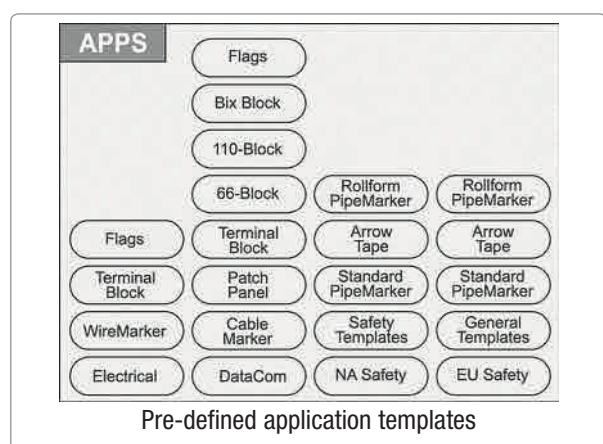 APPS
Flags
Bix Block
110-Block
66-Block
Rollform
PipeMarker
Rollform
PipeMarker
Flags
Terminal
Block
Arrow
Tape
Arrow
Tape
Terminal
Block
Patch
Panel
Standard
PipeMarker
Standard
PipeMarker
WireMarker
Cable
Marker
Safety
Templates
General
Templates
Electrical
DataCom
NA Safety
EU Safety
Pre-defined application templates